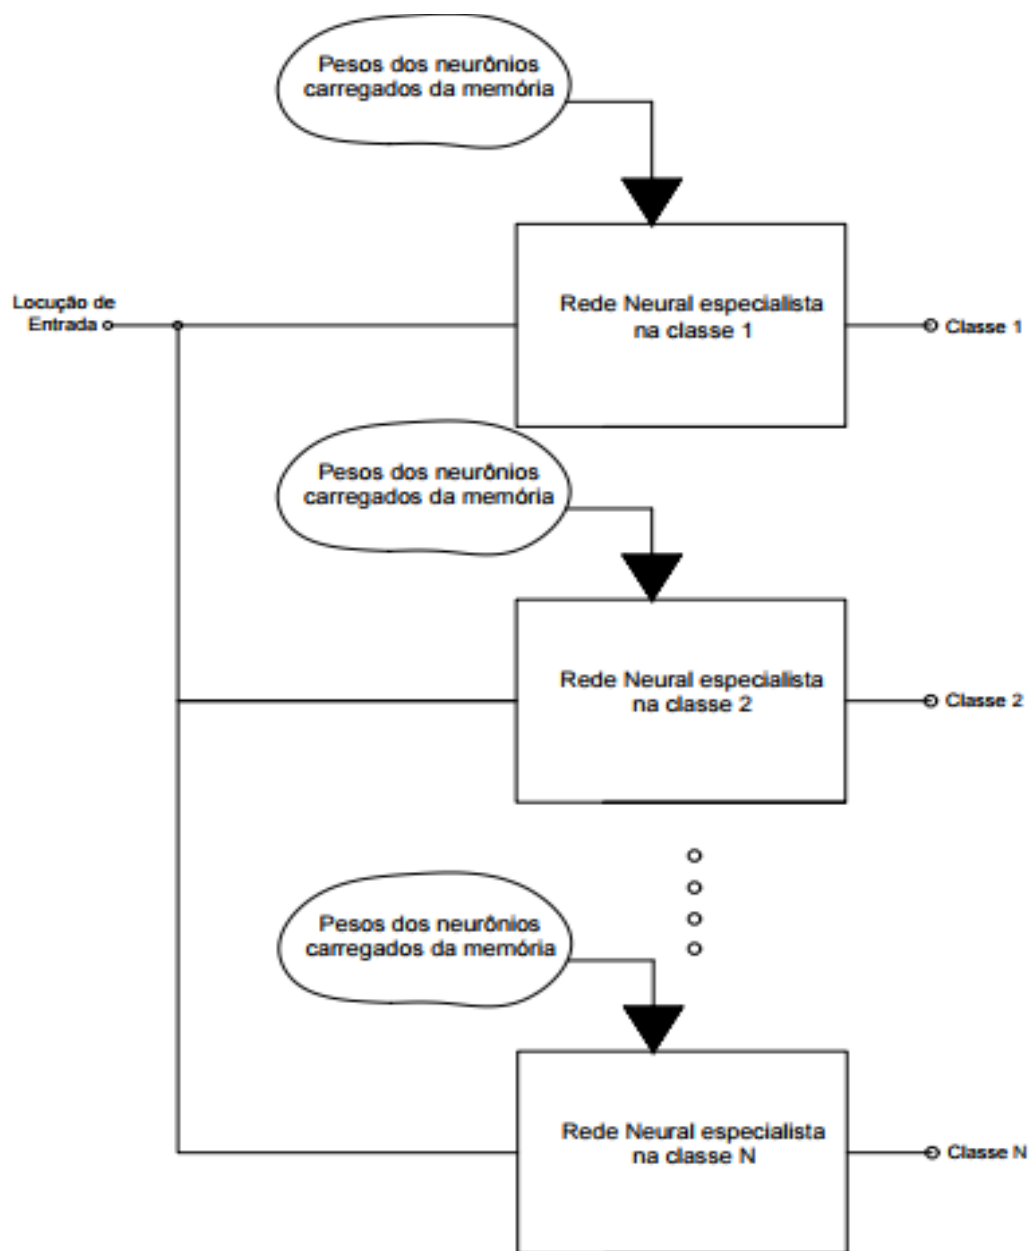 Pesos dos neurônios
carregados da memória
Locução de
Entrada
Rede Neural especialista
na classe 1
Classe 1
Pesos dos neurônios
carregados da memória
Rede Neural especialista
na classe 2
Classe 2
Pesos dos neurônios
carregados da memória
Rede Neural especialista
na classe N
Classe N